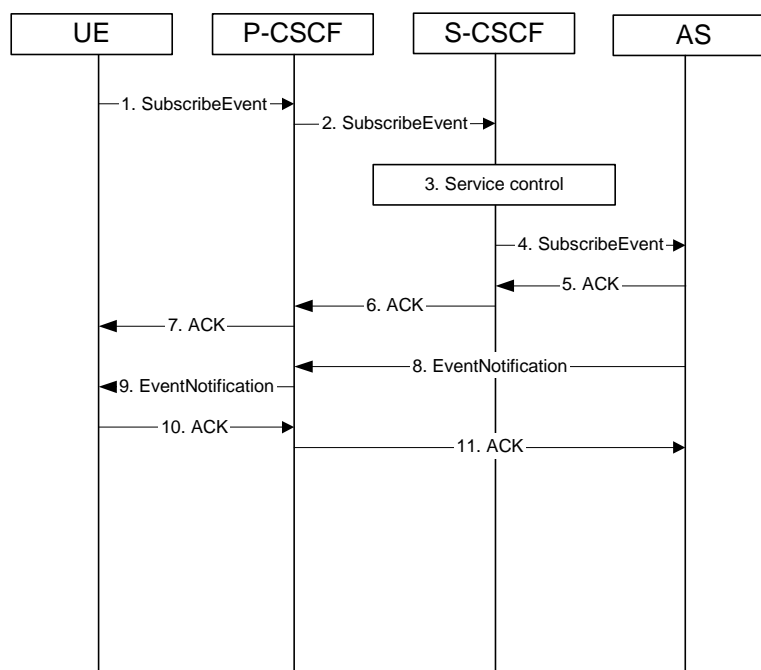 UE
P-CSCF
S-CSCF
AS
1. SubscribeEvent
2. SubscribeEvent
3. Service control
4. SubscribeEvent
5. ACK
6. ACK
7. ACK
8. EventNotification
9. EventNotification
10. ACK
11. ACK